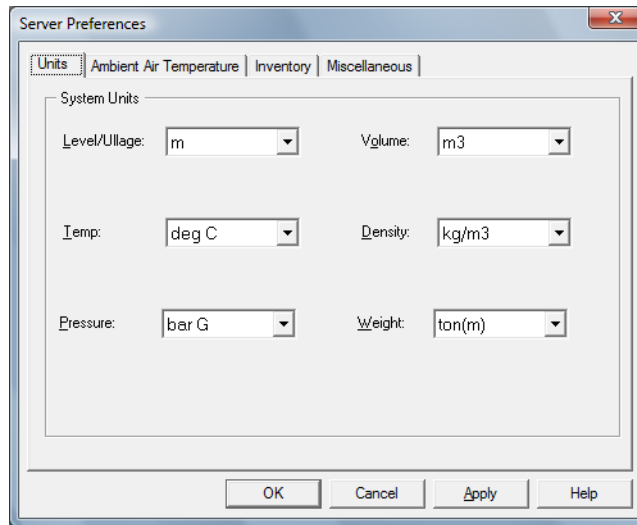 Server Preferences
Units Ambient Air Temperature Inventory Miscellaneous
System Units
Level/Ullage: m Volume: m3
Temp: deg C Density: kg/m3
Pressure: bar G Weight: ton(m)
OK Cancel Apply Help